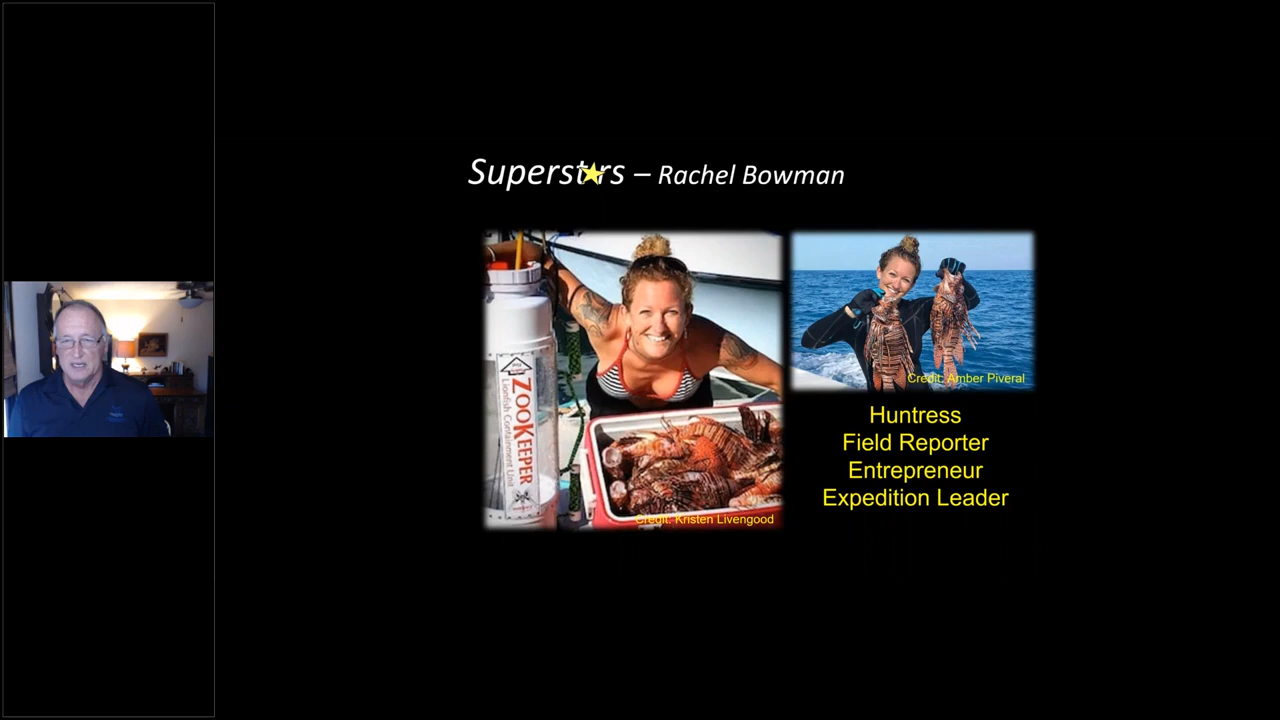 Superstars – Rachel Bowman
ZOOKEEPER
Lionfish Containment Unit
Credit: Kristen Livengood
Credit: Amber Piveral
Huntress
Field Reporter
Entrepreneur
Expedition Leader